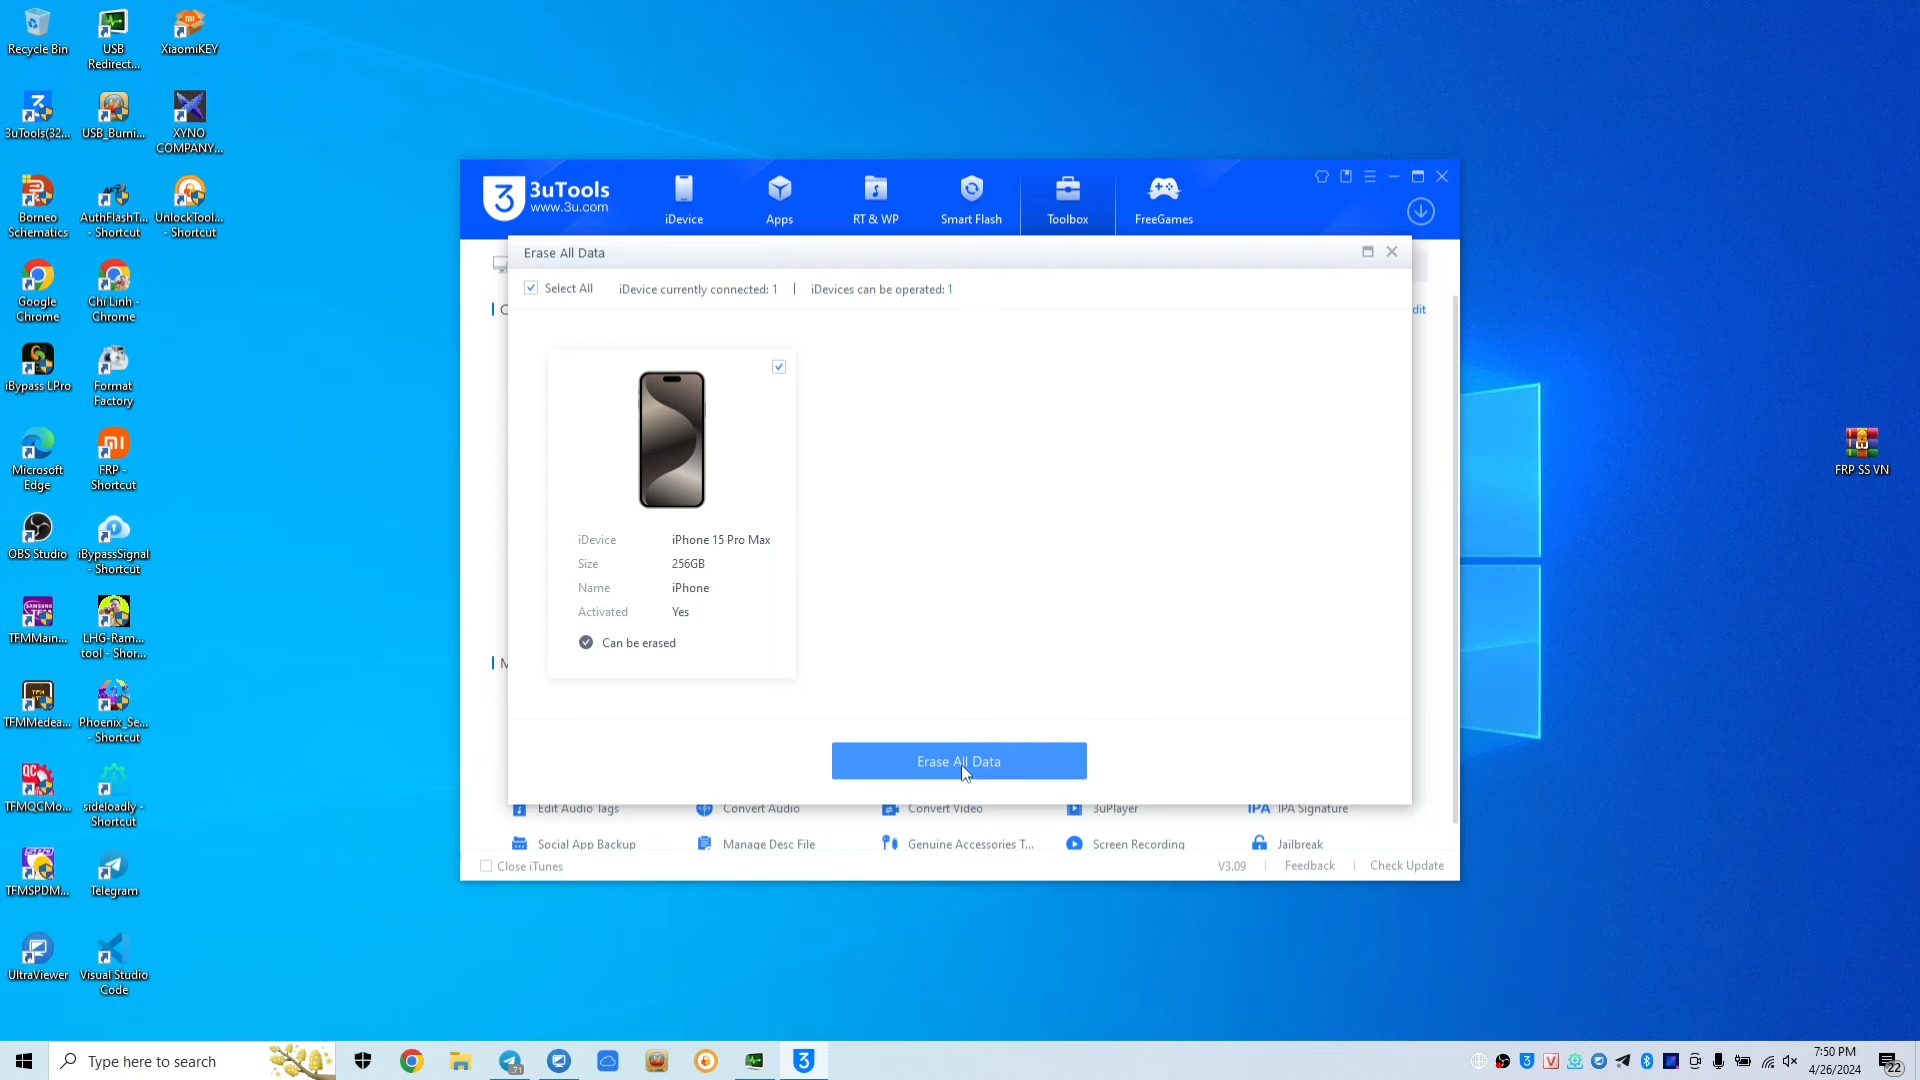 Recycle Bin
USB
Redirect...
XiaomiKEY
3uTools(32...
USB_Burni...
XYNO
COMPANY...
Borneo
Schematics
AuthFlashT...
- Shortcut
UnlockTool...
- Shortcut
Google
Chrome
Chi Linh -
Chrome
iBypass LPro
Format
Factory
Microsoft
Edge
FRP -
Shortcut
OBS Studio
iBypassSignal
- Shortcut
TFMMain...
LHG-Ram...
tool - Shor...
TFMMedea...
Phoenix_Se...
- Shortcut
TFMQCMo...
sideloadly -
Shortcut
TFMSPDM...
Telegram
UltraViewer
Visual Studio
Code
FRP SS VN
3uTools
www.3u.com
iDevice
Apps
RT & WP
Smart Flash
Toolbox
FreeGames
Erase All Data
Select All
iDevice currently connected: 1 | iDevices can be operated: 1
dit
iDevice iPhone 15 Pro Max
Size 256GB
Name iPhone
Activated Yes
Can be erased
Erase All Data
Edit Audio Tags
Convert Audio
Convert Video
3uPlayer
IPA IPA Signature
Social App Backup
Manage Desc File
Genuine Accessories T...
Screen Recording
Jailbreak
Close iTunes
V3.09 | Feedback | Check Update
Type here to search
71
7:50 PM
4/26/2024
22